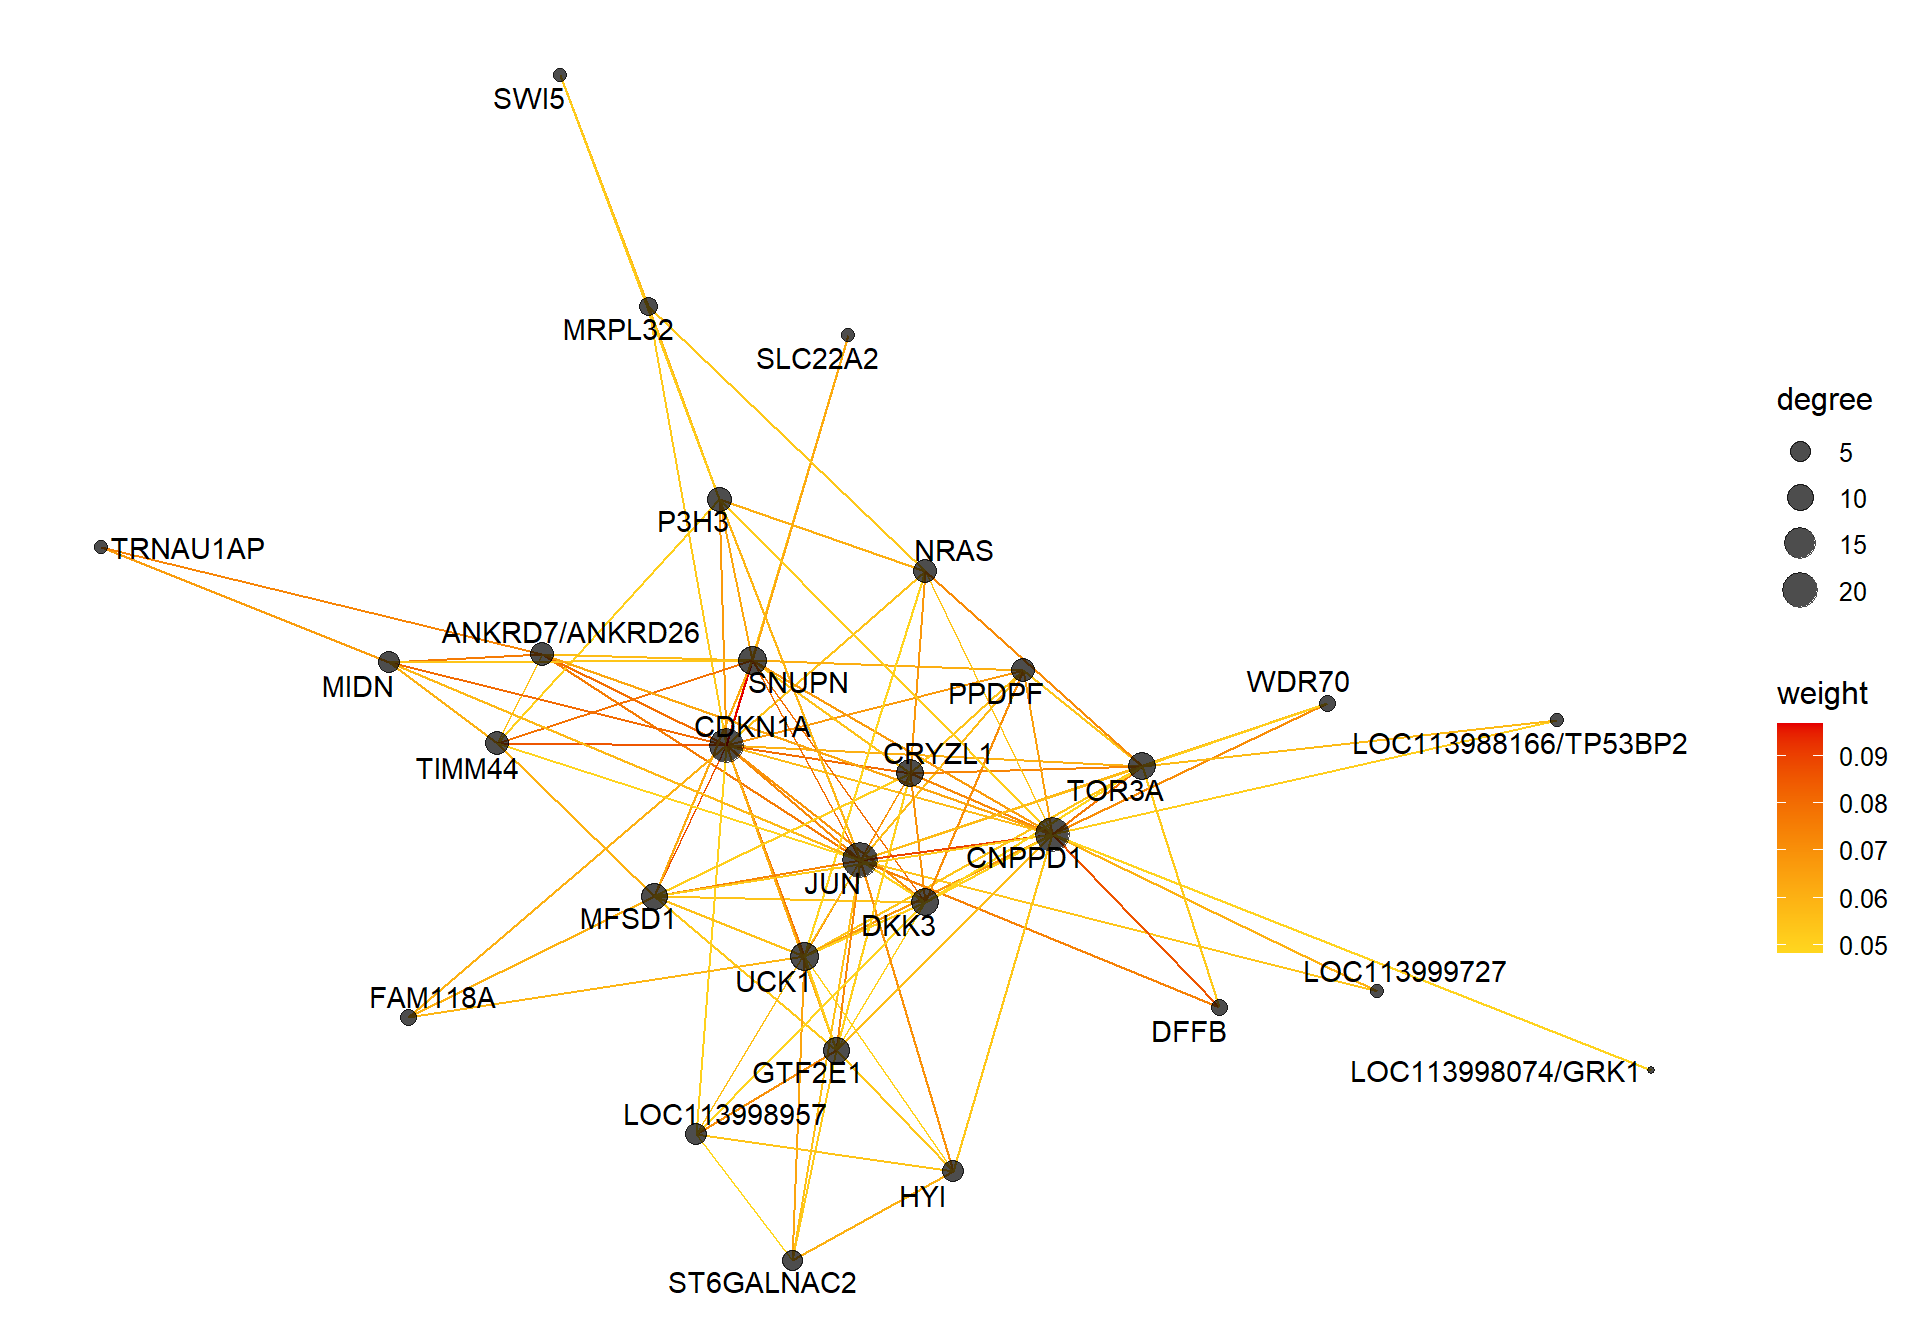 SWI5
MRPL32
SLC22A2
degree
5
10
15
20
P3H3
TRNAU1AP
NRAS
ANKRD7/ANKRD26
MIDN
SNUPN
PPDPF
WDR70
weight
0.09
0.08
0.07
0.06
0.05
CDKN1A
CRYZL1
LOC113988166/TP53BP2
TIMM44
TOR3A
CNPPD1
JUN
MFSD1
DKK3
UCK1
LOC113999727
FAM118A
DFFB
GTF2E1
LOC113998074/GRK1
LOC113998957
HYI
ST6GALNAC2